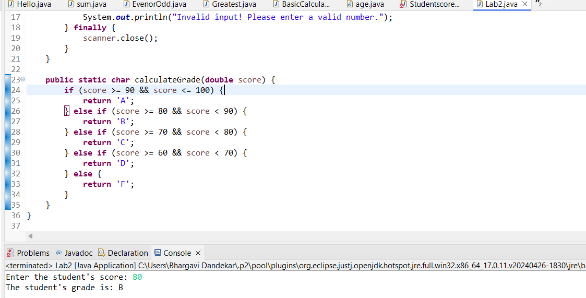 Hello.java sum.java EvenorOdd.java Greatest.java BasicCalcula... age.java Studentscore... Lab2.java
17 System.out.println("Invalid input! Please enter a valid number.");
18 } finally {
19 scanner.close();
20 }
21 }
22
23 public static char calculateGrade(double score) {
24 if (score >= 90 && score <= 100) {
25 return 'A';
26 } else if (score >= 80 && score < 90) {
27 return 'B';
28 } else if (score >= 70 && score < 80) {
29 return 'C';
30 } else if (score >= 60 && score < 70) {
31 return 'D';
32 } else {
33 return 'F';
34 }
35 }
36 }
37
Problems Javadoc Declaration Console
<terminated> Lab2 [Java Application] C:\Users\Bhargavi Dandekar\.p2\pool\plugins\org.eclipse.justj.openjdk.hotspot.jre.full.win32.x86_64_17.0.11.v20240426-1830\jre\b
Enter the student's score: 80
The student's grade is: B